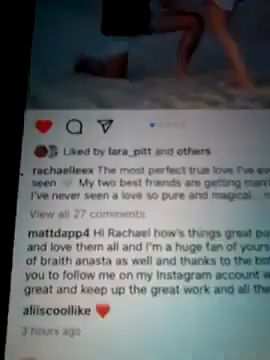 Liked by lara_pitt and others
rachaelleex The most perfect true love I've
seen My two best friends are getting
I've never seen a love so pure and magical
View all 27 comments
mattdapp4 Hi Rachael how's things great
and love them all and I'm a huge fan of yours
of braith anasta as well and thanks to the
you to follow me on my Instagram account
great and keep up the great work and all the
aliiscoollike
3 hours ago